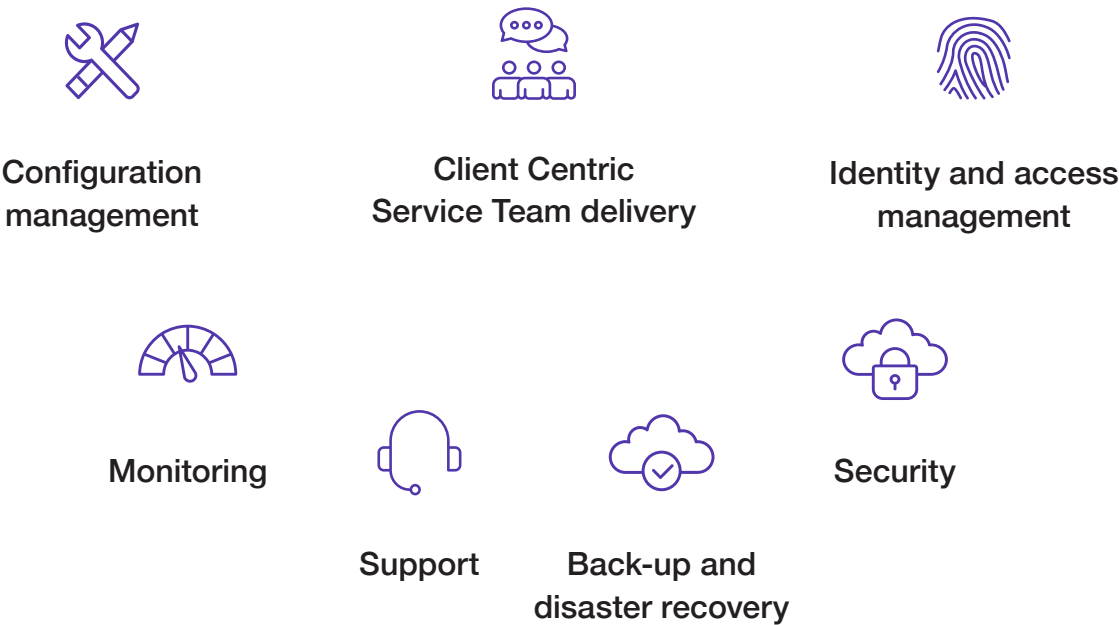 Configuration
management
Client Centric
Service Team delivery
Identity and access
management
Monitoring
Security
Support
Back-up and
disaster recovery